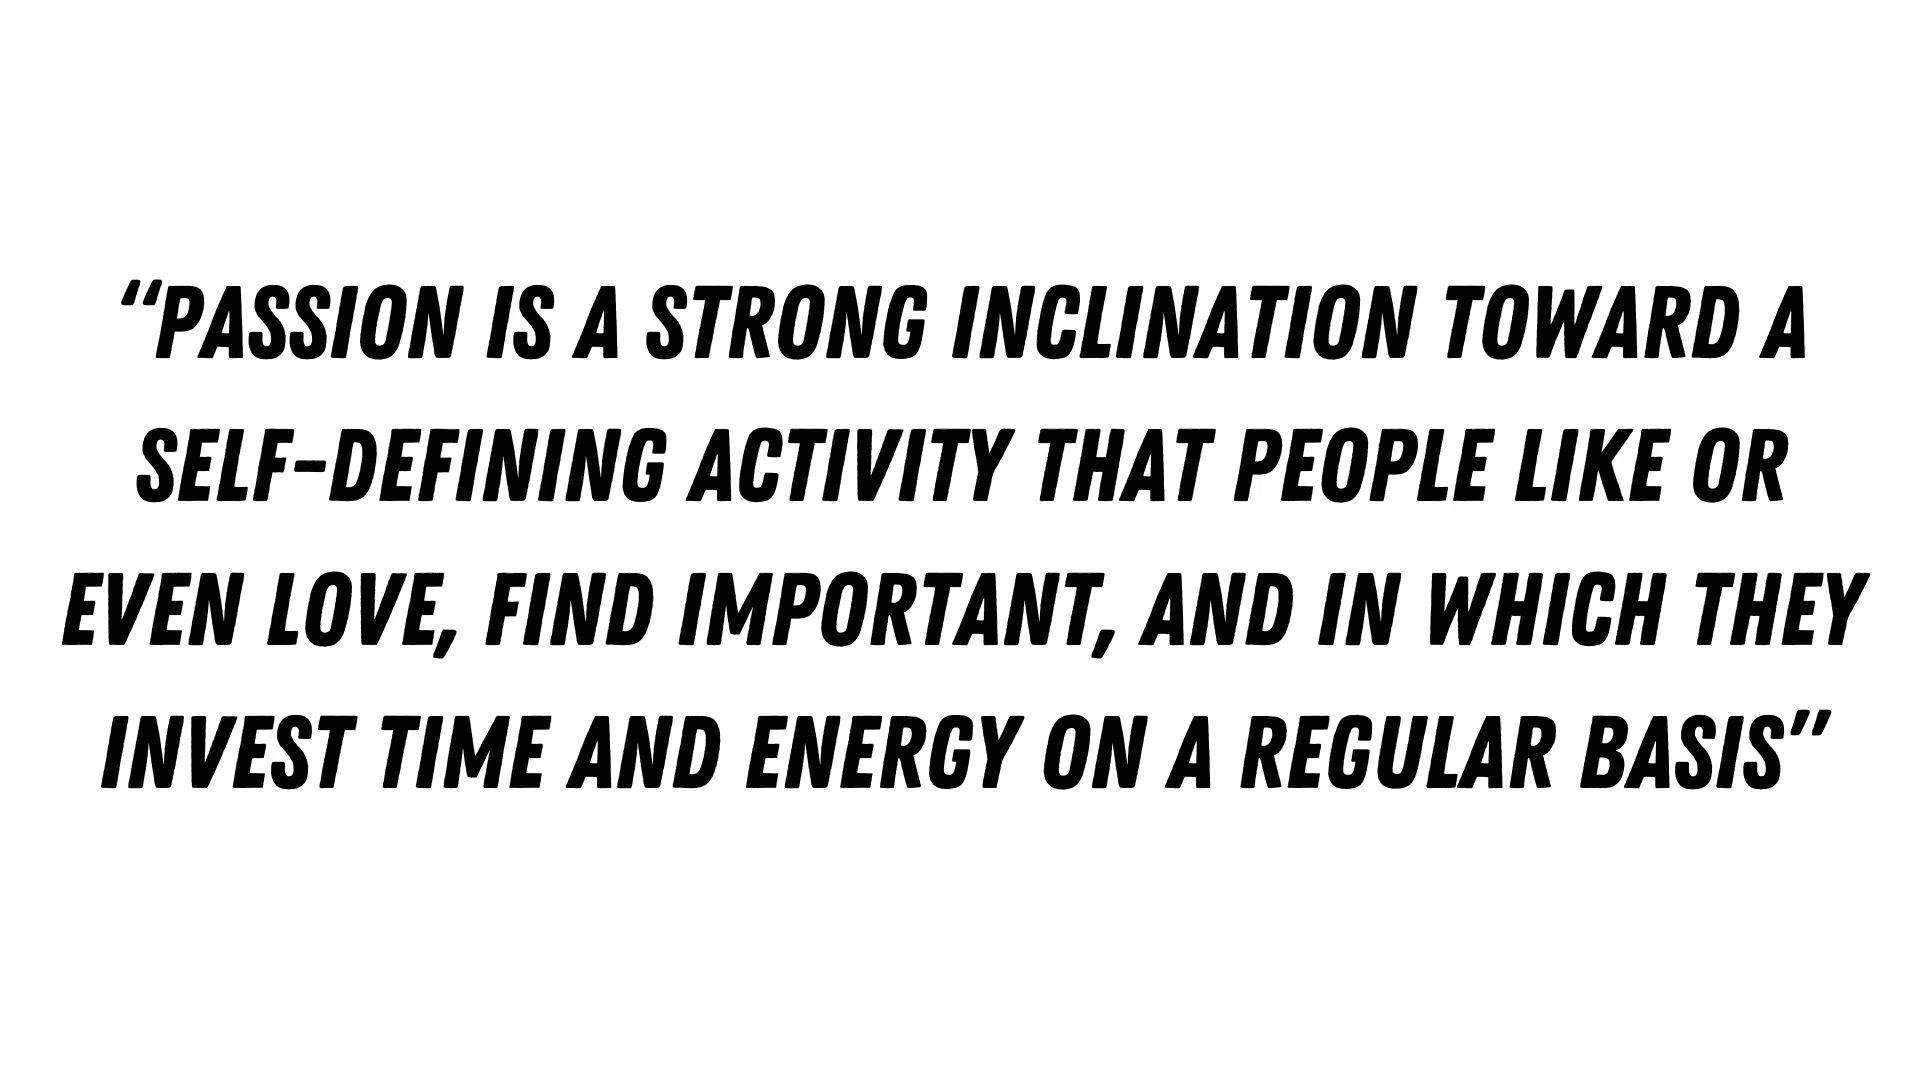 “PASSION IS A STRONG INCLINATION TOWARD A
SELF-DEFINING ACTIVITY THAT PEOPLE LIKE OR
EVEN LOVE, FIND IMPORTANT, AND IN WHICH THEY
INVEST TIME AND ENERGY ON A REGULAR BASIS”